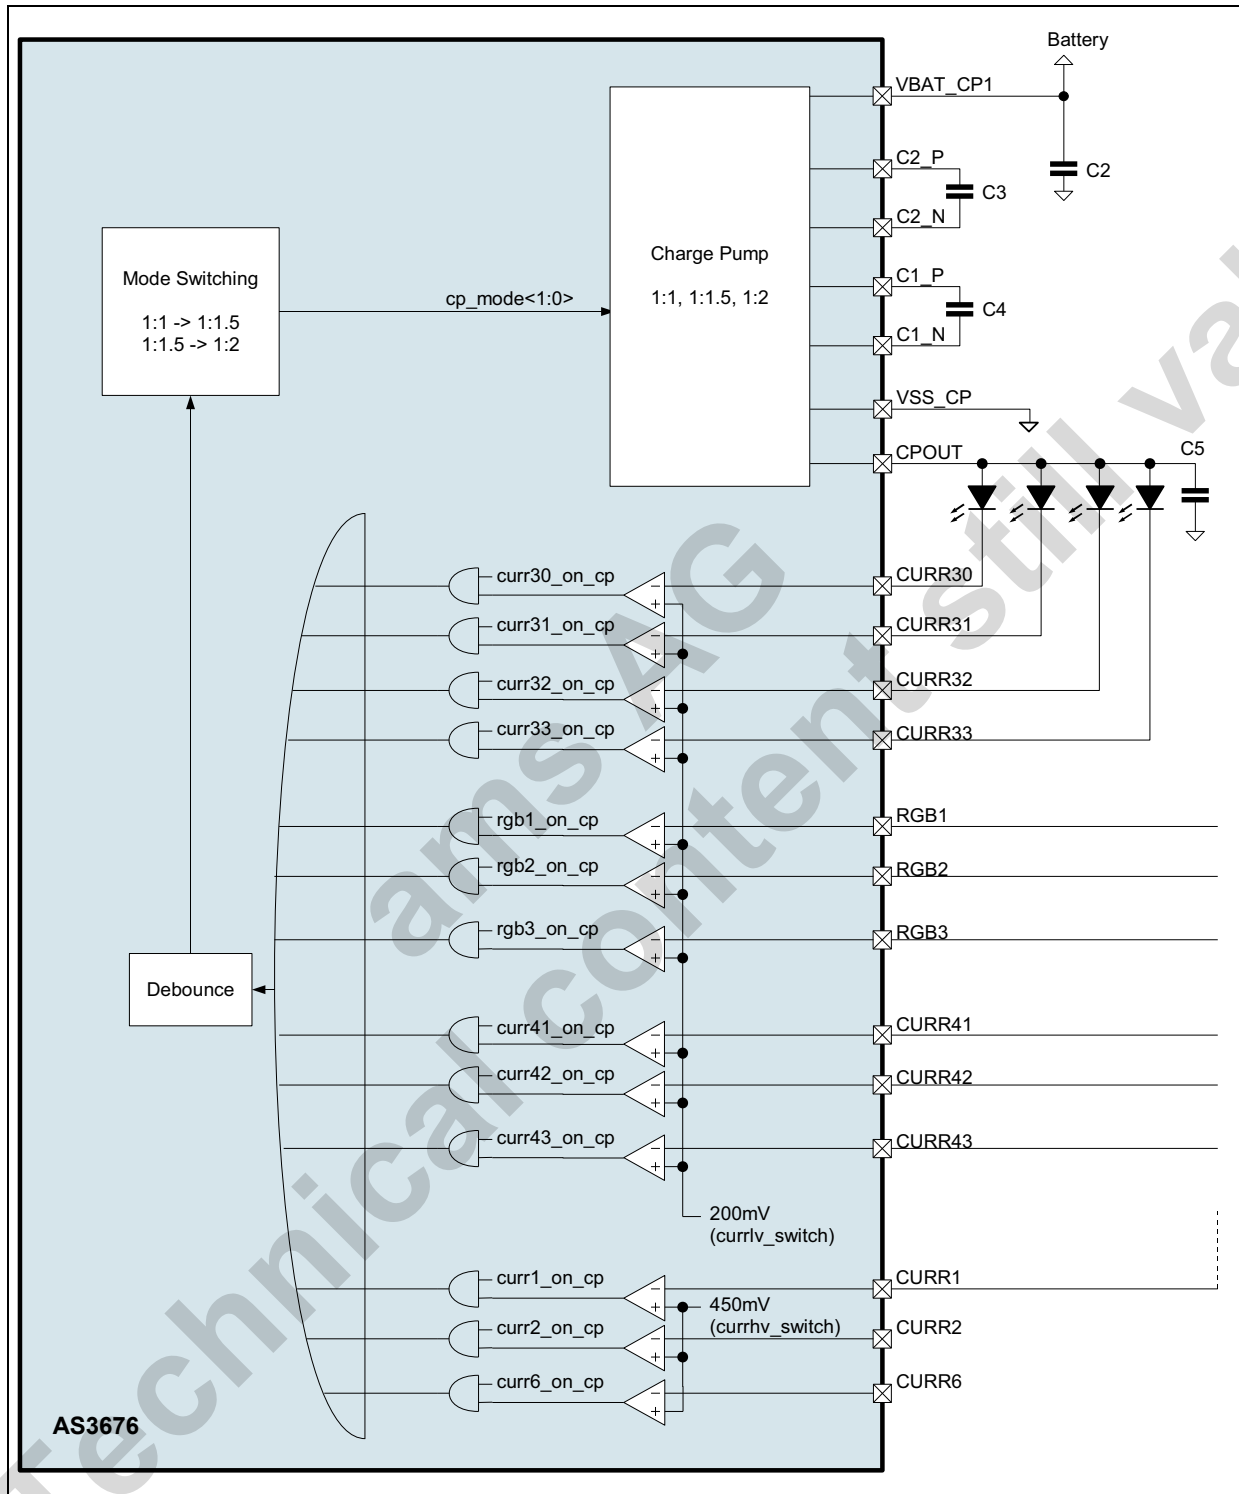 Battery
VBAT_CP1
C2_P
C2
C3
C2_N
Charge Pump
1:1, 1:1.5, 1:2
Mode Switching
1:1 -> 1:1.5
1:1.5 -> 1:2
cp_mode<1:0>
C1_P
C4
C1_N
VSS_CP
CPOUT
C5
curr30_on_cp
CURR30
curr31_on_cp
CURR31
curr32_on_cp
CURR32
curr33_on_cp
CURR33
rgb1_on_cp
RGB1
rgb2_on_cp
RGB2
rgb3_on_cp
RGB3
Debounce
curr41_on_cp
CURR41
curr42_on_cp
CURR42
curr43_on_cp
CURR43
200mV
(currlv_switch)
curr1_on_cp
CURR1
450mV
(currhv_switch)
curr2_on_cp
CURR2
curr6_on_cp
CURR6
AS3676
ams AG
Technical content still va